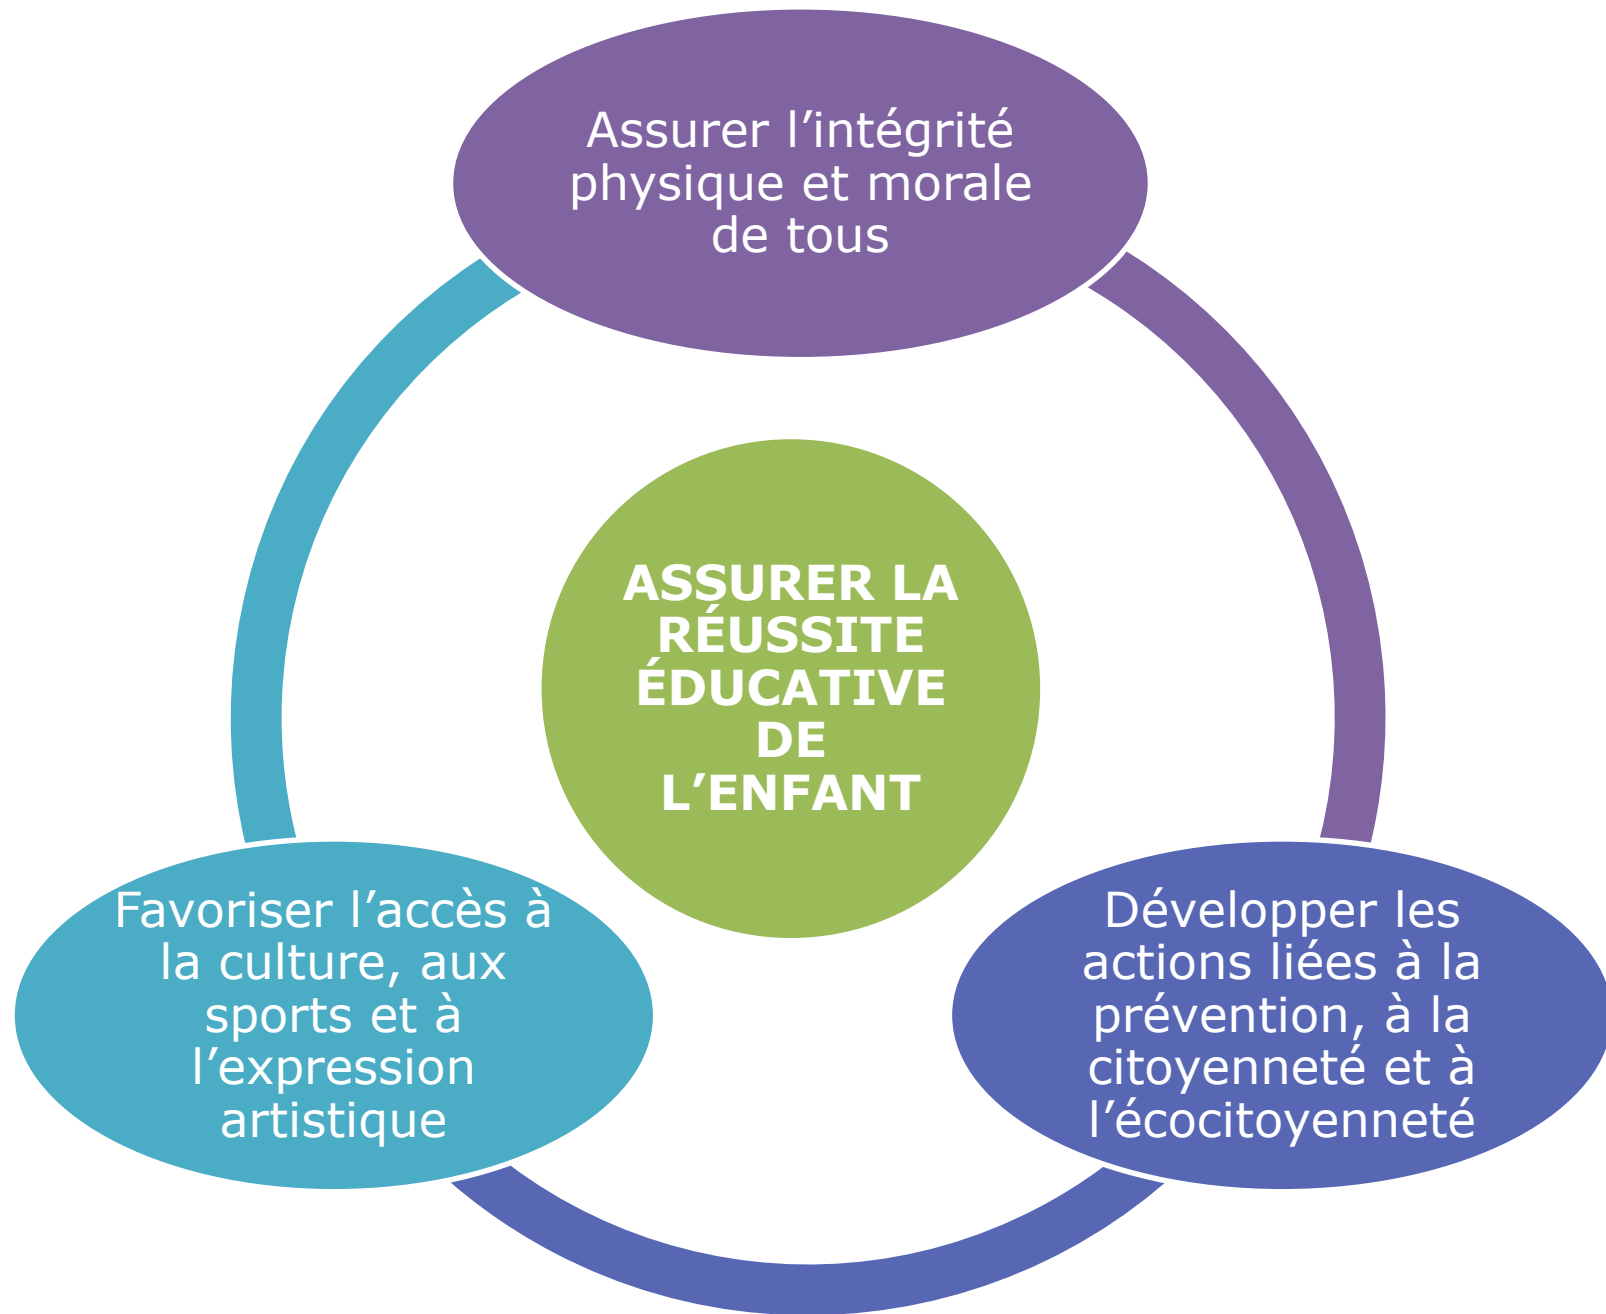 Assurer l’intégrité
physique et morale
de tous
ASSURER LA
RÉUSSITE
ÉDUCATIVE
DE
L’ENFANT
Favoriser l’accès à
la culture, aux
sports et à
l’expression
artistique
Développer les
actions liées à la
prévention, à la
citoyenneté et à
l’écocitoyenneté